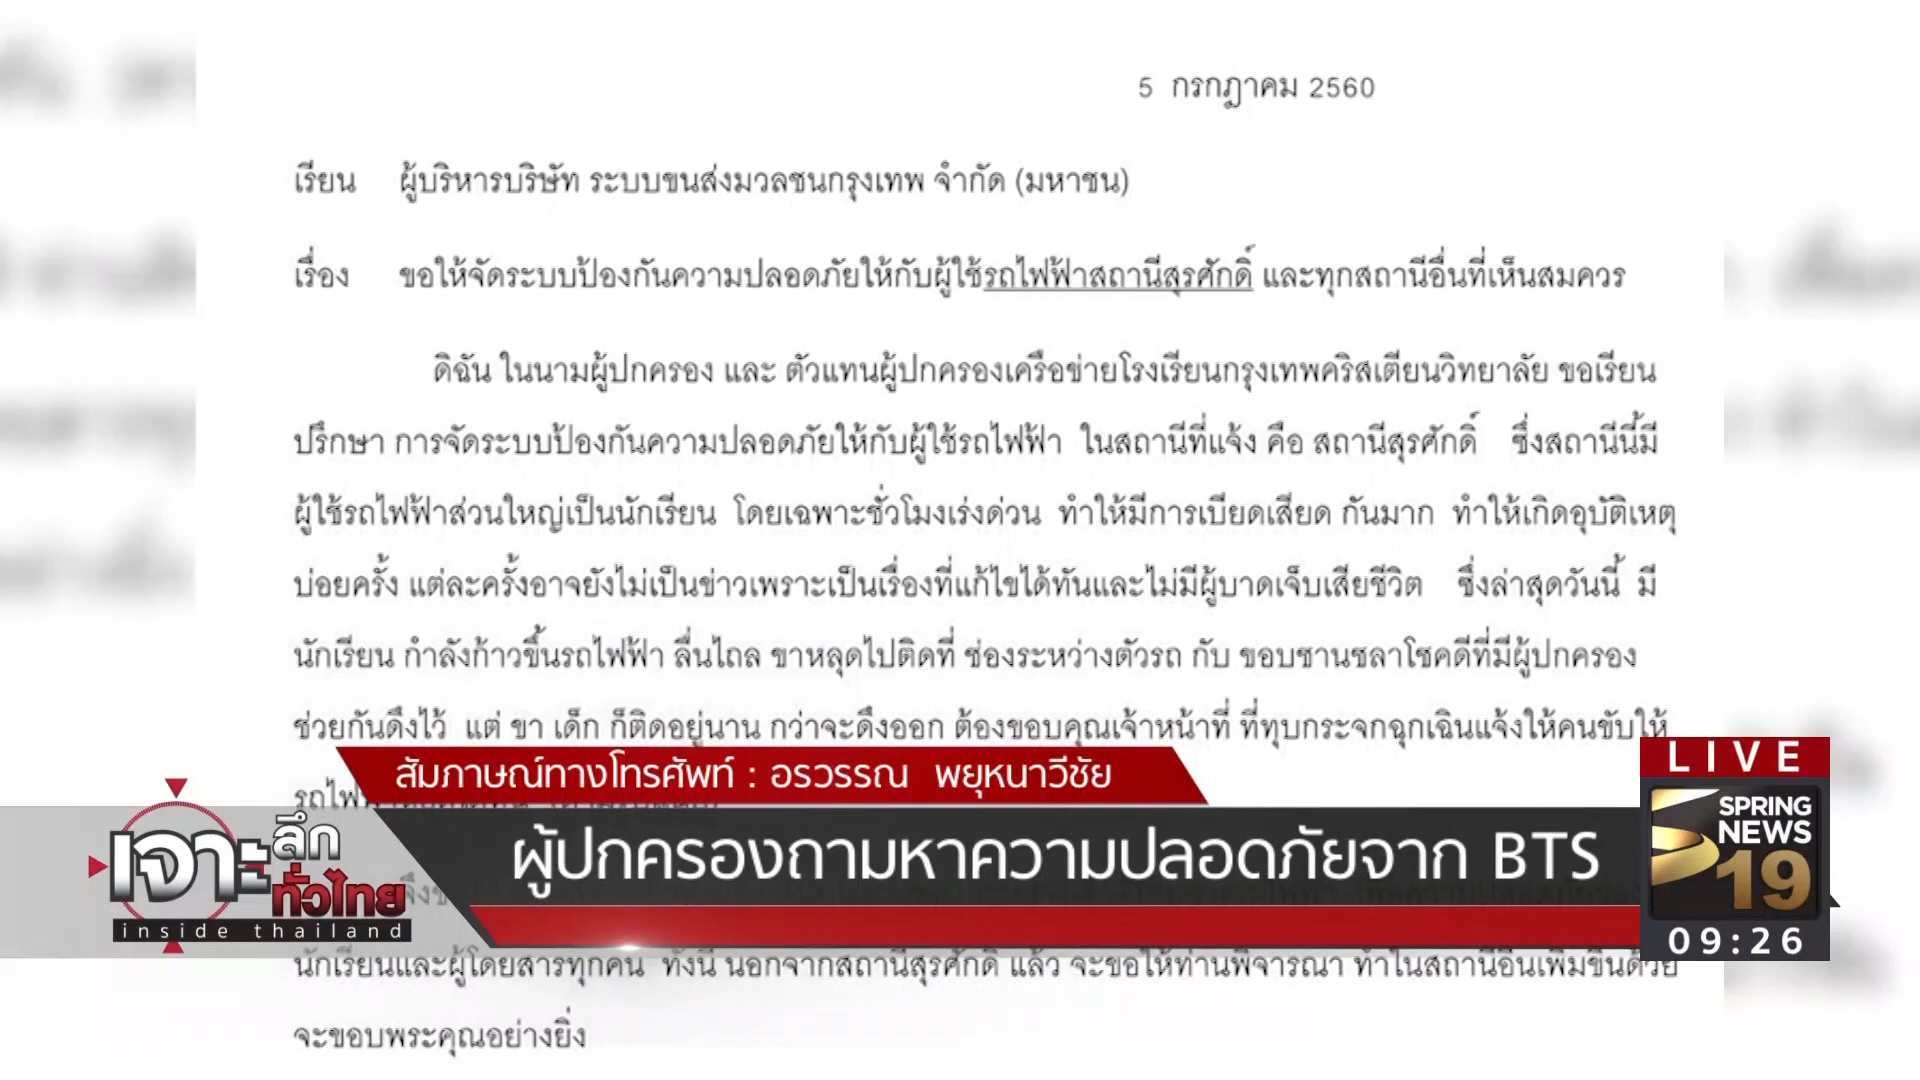 5 กรกฎาคม 2560
เรียน ผู้บริหารบริษัท ระบบขนส่งมวลชนกรุงเทพ จำกัด (มหาชน)
เรื่อง ขอให้จัดระบบป้องกันความปลอดภัยให้กับผู้ใช้รถไฟฟ้าสถานีสุรศักดิ์ และทุกสถานีอื่นที่เห็นสมควร
ดิฉัน ในนามผู้ปกครอง และ ตัวแทนผู้ปกครองเครือข่ายโรงเรียนกรุงเทพคริสเตียนวิทยาลัย ขอเรียน
ปรึกษา การจัดระบบป้องกันความปลอดภัยให้กับผู้ใช้รถไฟฟ้า ในสถานีที่แจ้ง คือ สถานีสุรศักดิ์ ซึ่งสถานีนี้มี
ผู้ใช้รถไฟฟ้าส่วนใหญ่เป็นนักเรียน โดยเฉพาะชั่วโมงเร่งด่วน ทำให้มีการเบียดเสียด กันมาก ทำให้เกิดอุบัติเหตุ
บ่อยครั้ง แต่ละครั้งอาจยังไม่เป็นข่าวเพราะเป็นเรื่องที่แก้ไขได้ทันและไม่มีผู้บาดเจ็บเสียชีวิต ซึ่งล่าสุดวันนี้ มี
นักเรียน กำลังก้าวขึ้นรถไฟฟ้า ลื่นไถล ขาหลุดไปติดที่ ช่องระหว่างตัวรถ กับ ขอบชานชลาโชคดีที่มีผู้ปกครอง
ช่วยกันดึงไว้ แต่ ขา เด็ก ก็ติดอยู่นาน กว่าจะดึงออก ต้องขอบคุณเจ้าหน้าที่ ที่ทุบกระจกฉุกเฉินแจ้งให้คนขับให้
สัมภาษณ์ทางโทรศัพท์ : อรวรรณ พยุหนาวีชัย
ผู้ปกครองถามหาความปลอดภัยจาก BTS
เจาะลึกทั่วไทย
inside thailand
LIVE
SPRING
NEWS
19
09:26
นักเรียนและผู้โดยสารทุกคน ทั้งนี้ นอกจากสถานีสุรศักดิ์ แล้ว จะขอให้ท่านพิจารณา ทำในสถานีอื่นเพิ่มขึ้นด้วย
จะขอบพระคุณอย่างยิ่ง